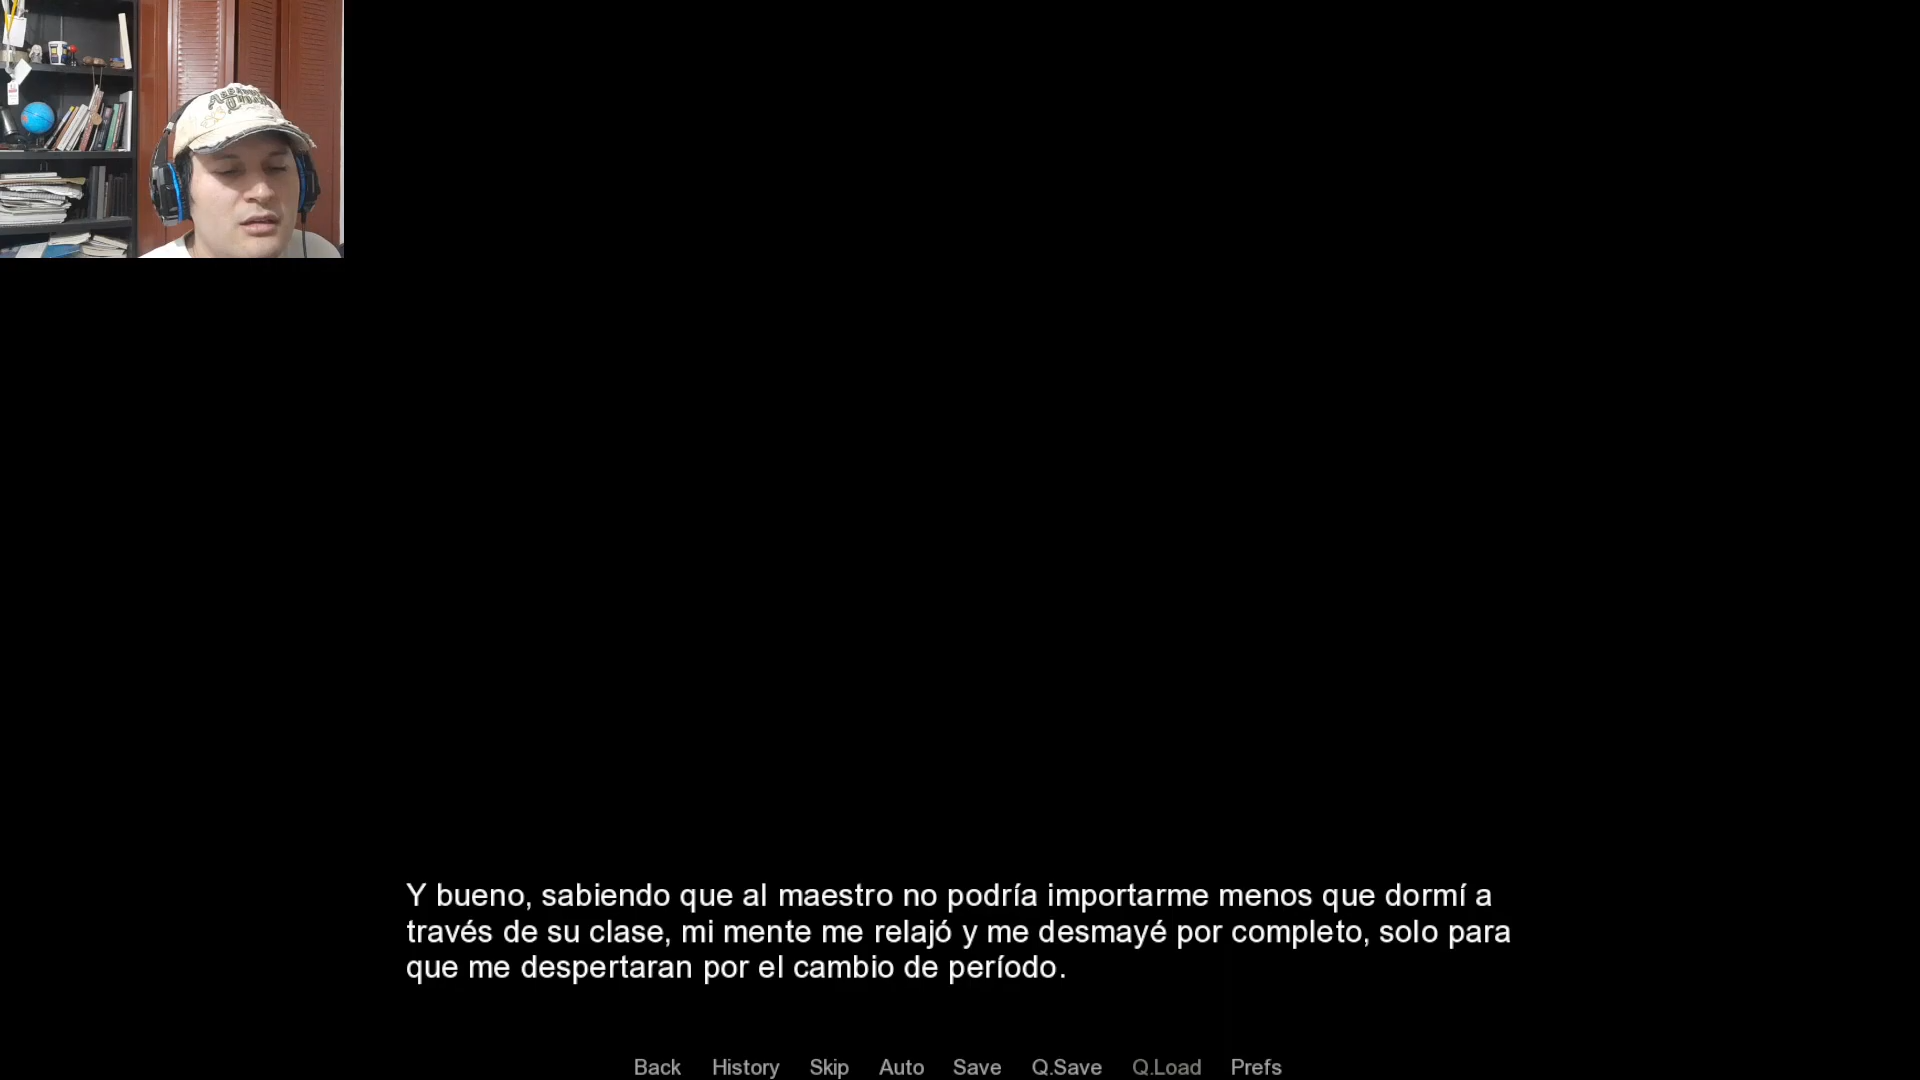 Y bueno, sabiendo que al maestro no podría importarme menos que dormí a
través de su clase, mi mente me relajó y me desmayé por completo, solo para
que me despertaran por el cambio de período.
Back History Skip Auto Save Q.Save Q.Load Prefs